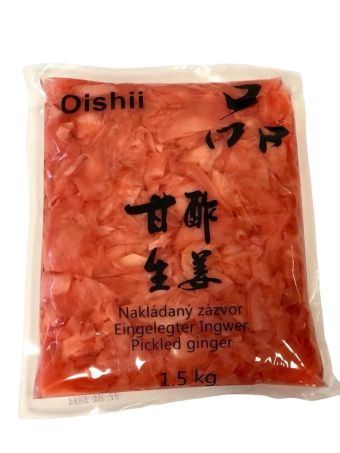 Oishii
品
甘酢
生姜
Nakládaný zázvor
Eingelegter Ingwer
Pickled ginger
1.5 kg